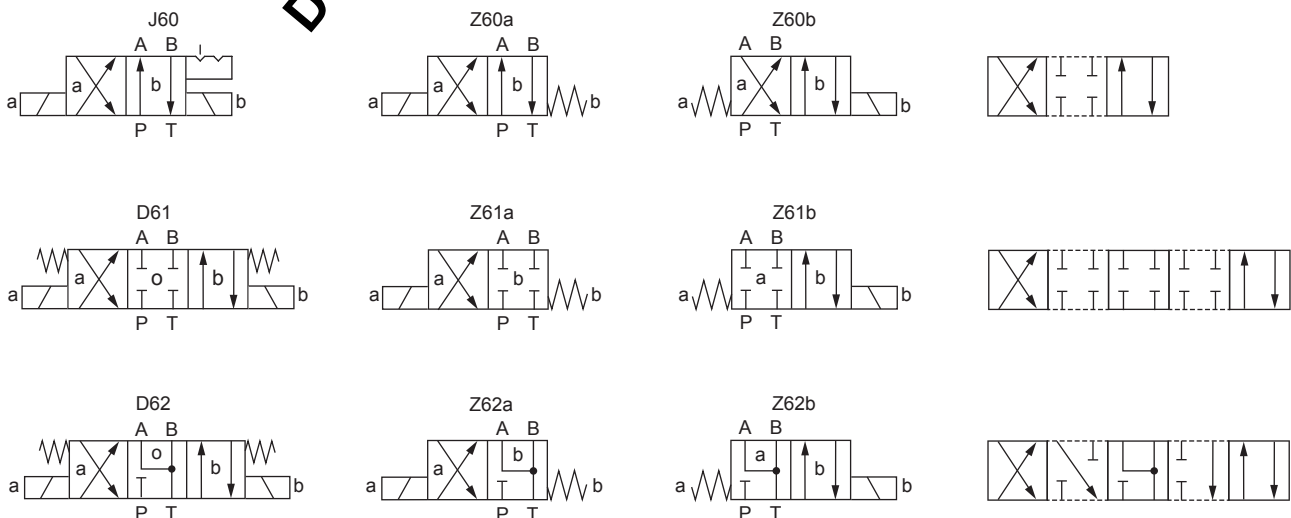 D
J60 Z60a Z60b
A B A B A B
a a b b a b b a a b b
P T P T P T
D61 Z61a Z61b
A B A B A B
a a o b b a a b b a a b b
P T P T P T
D62 Z62a Z62b
A B A B A B
a a o b b a a b b a a b b
P T P T P T